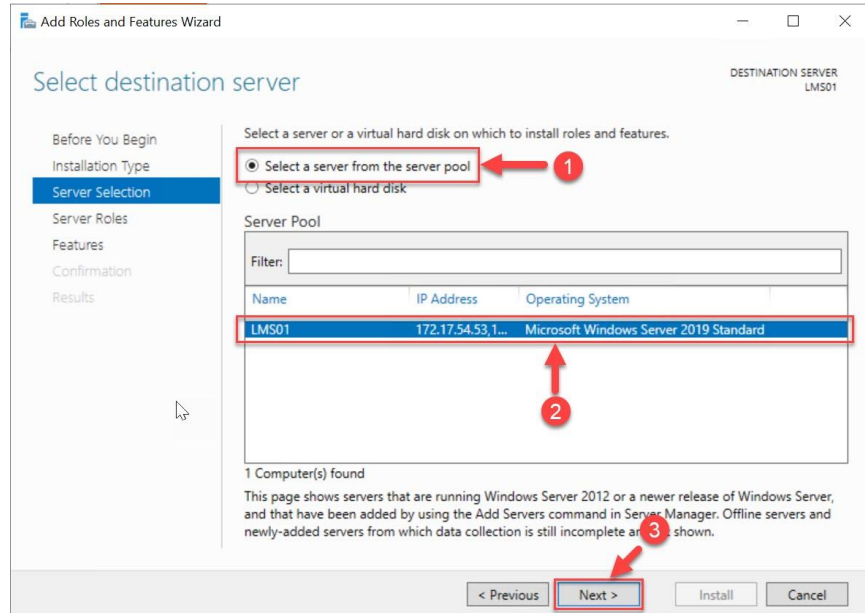 Add Roles and Features Wizard
Select destination server
DESTINATION SERVER
LMS01
Before You Begin
Installation Type
Server Selection
Server Roles
Features
Confirmation
Results
Select a server or a virtual hard disk on which to install roles and features.
Select a server from the server pool
1
Select a virtual hard disk
Server Pool
Filter:
Name IP Address Operating System
LMS01 172.17.54.53,1... Microsoft Windows Server 2019 Standard
2
1 Computer(s) found
This page shows servers that are running Windows Server 2012 or a newer release of Windows Server,
and that have been added by using the Add Servers command in Server Manager. Offline servers and
newly-added servers from which data collection is still incomplete shown.
3
< Previous Next > Install Cancel